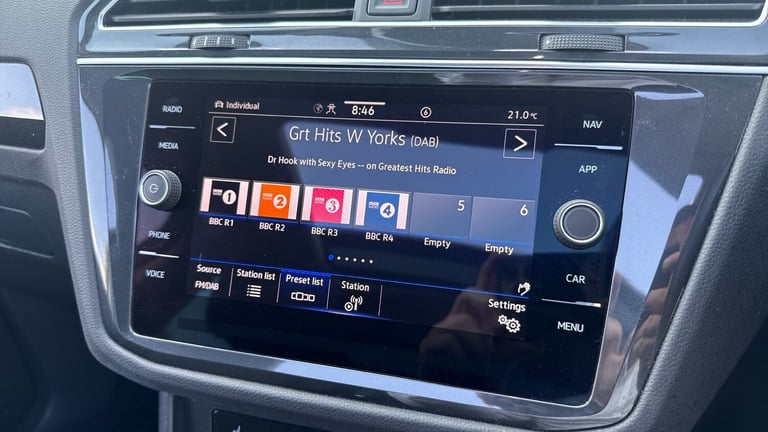 RADIO
MEDIA
PHONE
VOICE
Individual
8:46
6
21.0°C
<
Grt Hits W Yorks (DAB)
>
Dr Hook with Sexy Eyes -- on Greatest Hits Radio
1
2
3
4
5
6
BBC R1
BBC R2
BBC R3
BBC R4
Empty
Empty
Source
FM/DAB
Station list
Preset list
Station
Settings
NAV
APP
CAR
MENU